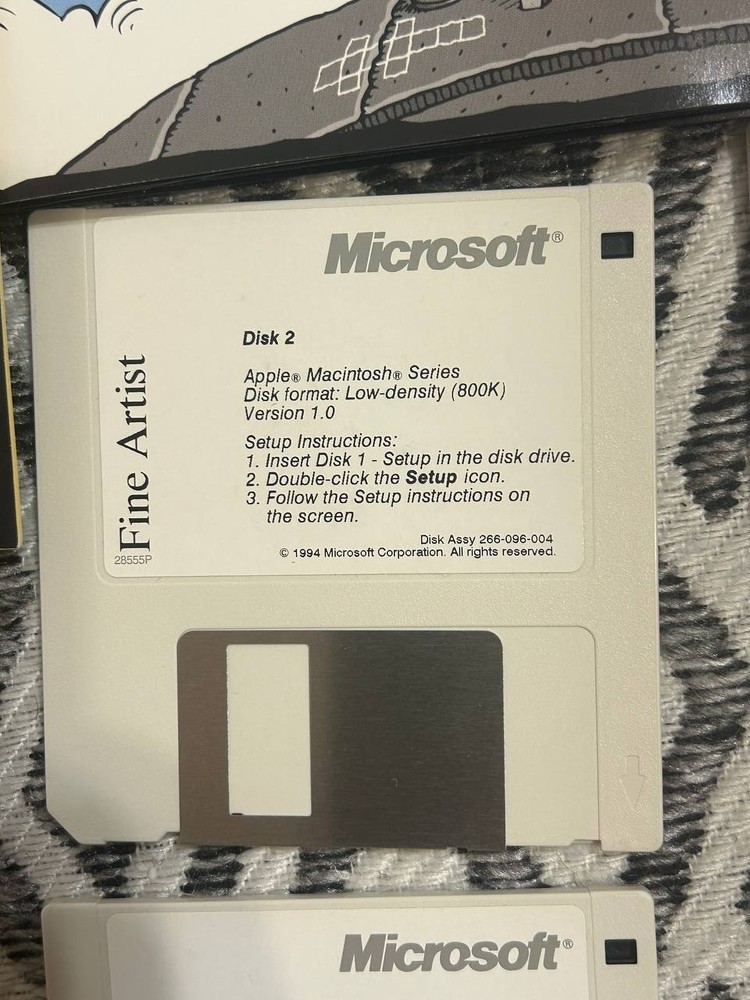 Microsoft®
Disk 2
Apple® Macintosh® Series
Disk format: Low-density (800K)
Version 1.0
Setup Instructions:
1. Insert Disk 1 - Setup in the disk drive.
2. Double-click the Setup icon.
3. Follow the Setup instructions on
the screen.
Disk Assy 266-096-004
© 1994 Microsoft Corporation. All rights reserved.
Fine Artist
28555P
Microsoft®